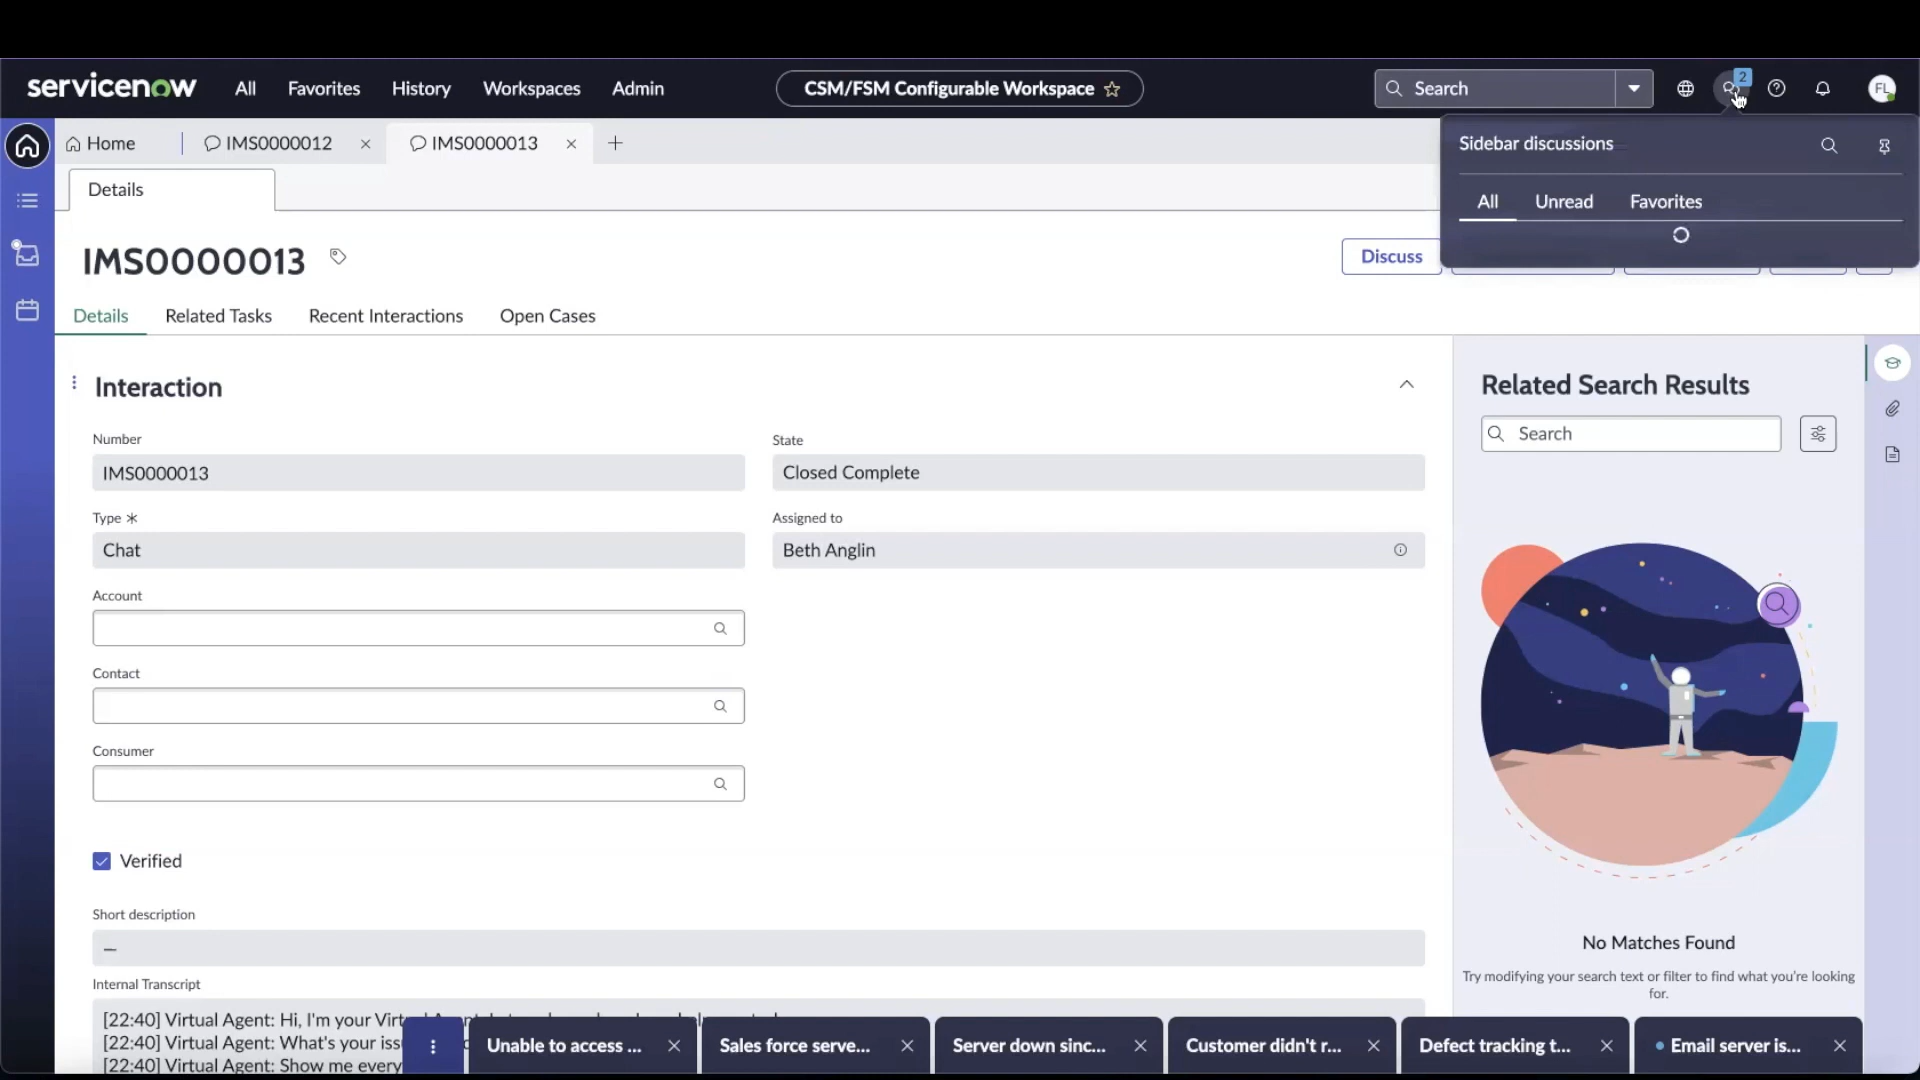 servicenow All Favorites History Workspaces Admin CSM/FSM Configurable Workspace Search 2 FL
Home IMS0000012 IMS0000013
Sidebar discussions
Details
All Unread Favorites
IMS0000013 Discuss
Details Related Tasks Recent Interactions Open Cases
Interaction
Number
IMS0000013
State
Closed Complete
Type *
Chat
Assigned to
Beth Anglin
Account
Contact
Consumer
Verified
Short description
—
Internal Transcript
[22:40] Virtual Agent: Hi, I'm your Virt
[22:40] Virtual Agent: What's your iss
[22:40] Virtual Agent: Show me every
Related Search Results
Search
No Matches Found
Try modifying your search text or filter to find what you're looking
for.
Unable to access ... Sales force serve... Server down sinc... Customer didn't r... Defect tracking t... Email server is...